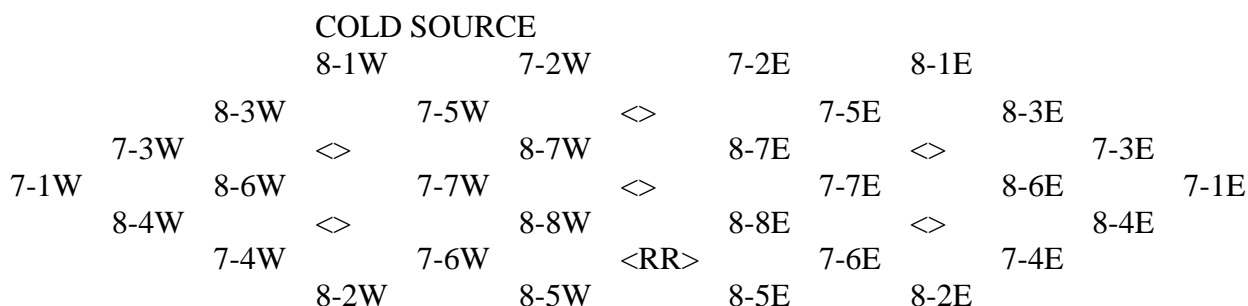 COLD SOURCE
8-1W 7-2W 7-2E 8-1E
8-3W 7-5W <> 7-5E 8-3E
7-3W <> 8-7W 8-7E <> 7-3E
7-1W 8-6W 7-7W <> 7-7E 8-6E 7-1E
8-4W <> 8-8W 8-8E <> 8-4E
7-4W 7-6W <RR> 7-6E 7-4E
8-2W 8-5W 8-5E 8-2E